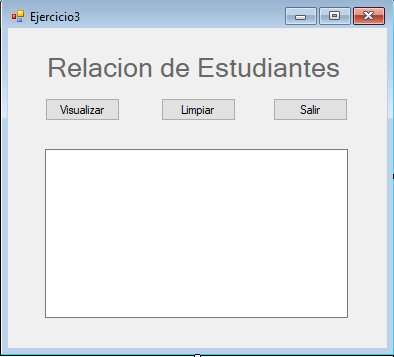 Ejercicio3
Relacion de Estudiantes
Visualizar Limpiar Salir